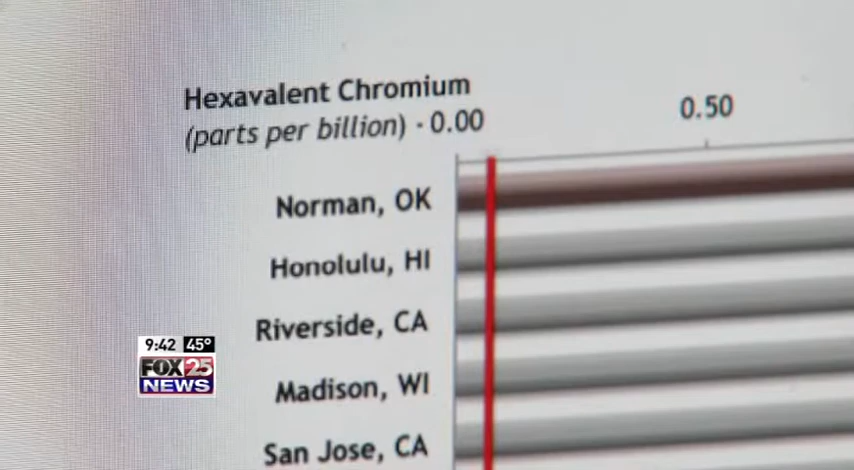 Hexavalent Chromium
(parts per billion) - 0.00 0.50
Norman, OK
Honolulu, HI
Riverside, CA
Madison, WI
San Jose, CA
9:42 45°
FOX 25
NEWS